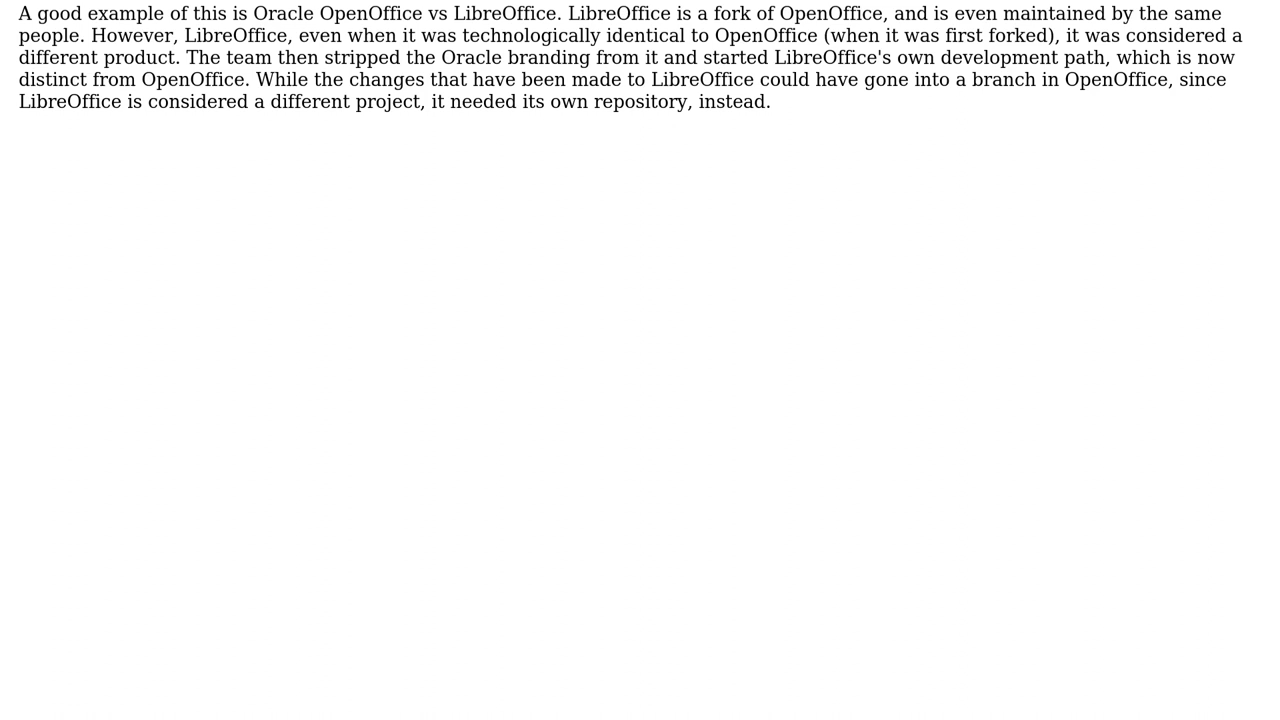 A good example of this is Oracle OpenOffice vs LibreOffice. LibreOffice is a fork of OpenOffice, and is even maintained by the same
people. However, LibreOffice, even when it was technologically identical to OpenOffice (when it was first forked), it was considered a
different product. The team then stripped the Oracle branding from it and started LibreOffice's own development path, which is now
distinct from OpenOffice. While the changes that have been made to LibreOffice could have gone into a branch in OpenOffice, since
LibreOffice is considered a different project, it needed its own repository, instead.